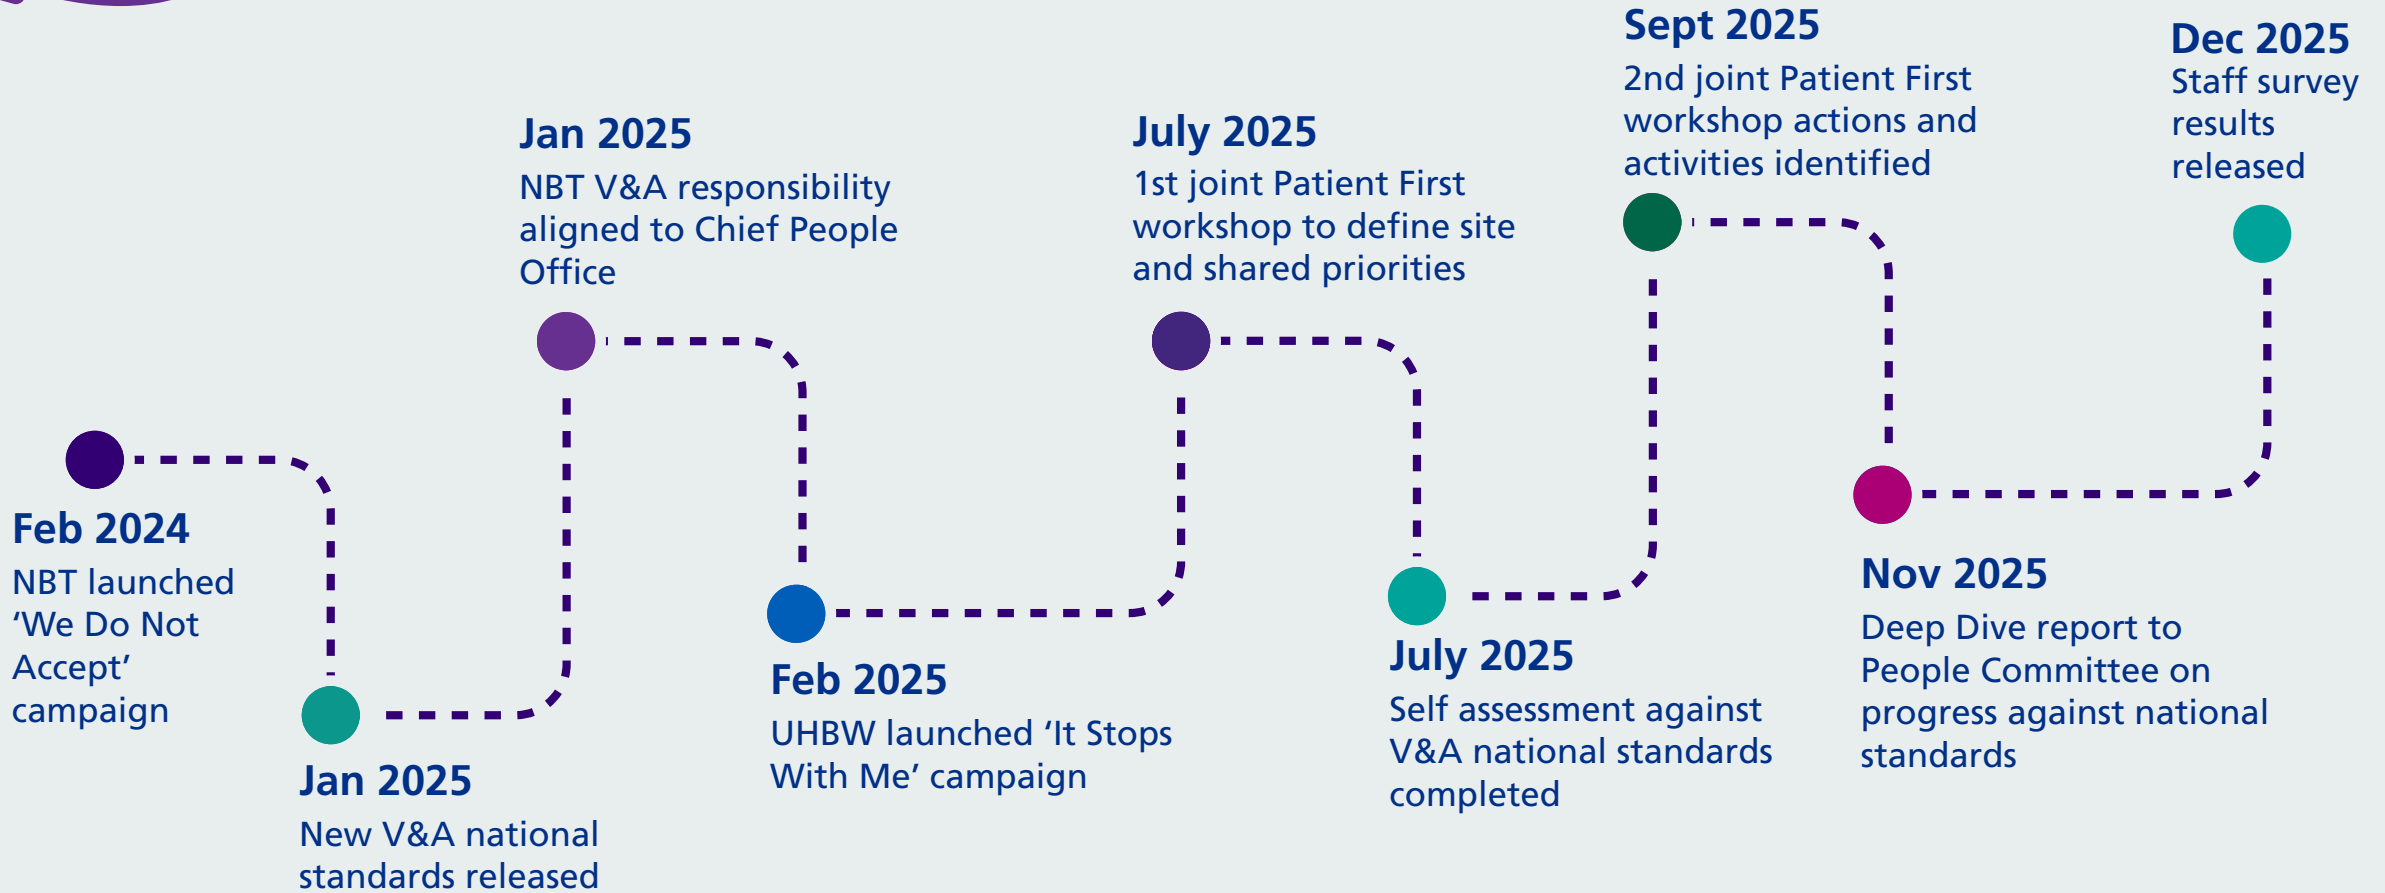 Feb 2024
NBT launched
‘We Do Not
Accept’
campaign
Jan 2025
New V&A national
standards released
Jan 2025
NBT V&A responsibility
aligned to Chief People
Office
Feb 2025
UHBW launched ‘It Stops
With Me’ campaign
July 2025
1st joint Patient First
workshop to define site
and shared priorities
July 2025
Self assessment against
V&A national standards
completed
Sept 2025
2nd joint Patient First
workshop actions and
activities identified
Nov 2025
Deep Dive report to
People Committee on
progress against national
standards
Dec 2025
Staff survey
results
released